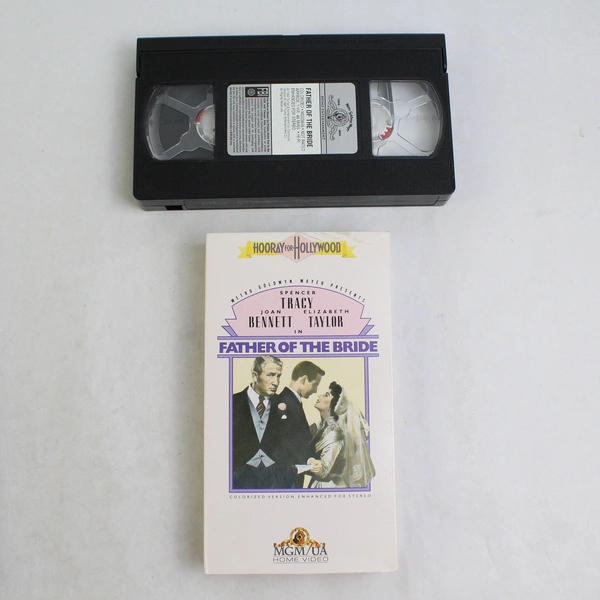 FATHER OF THE BRIDE
HOORAY FOR HOLLYWOOD
METRO GOLDWYN MAYER PRESENTS
SPENCER
TRACY
JOAN ELIZABETH
BENNETT TAYLOR
IN
FATHER OF THE BRIDE
COLORIZED VERSION, ENHANCED FOR STEREO
MGM/UA
HOME VIDEO